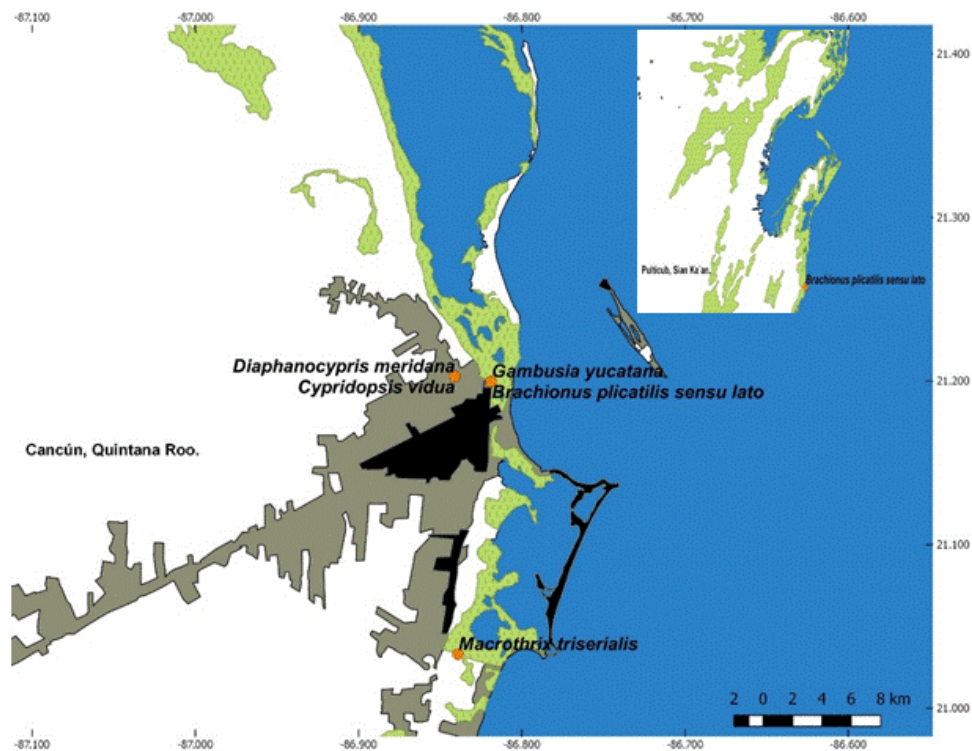 -87.100 -87.000 -86.900 -86.800 -86.700 -86.600
21.400
21.300
Pulticub, Sian Ka'an.
Brachionus plicatilis sensu lato
Diaphanocypris meridana
Cypridopsis vidua
Gambusia yucatana
Brachionus plicatilis sensu lato
21.200
Cancún, Quintana Roo.
21.100
Macrothrix triserialis
2 0 2 4 6 8 km
21.000
-87.100 -87.000 -86.900 -86.800 -86.700 -86.600